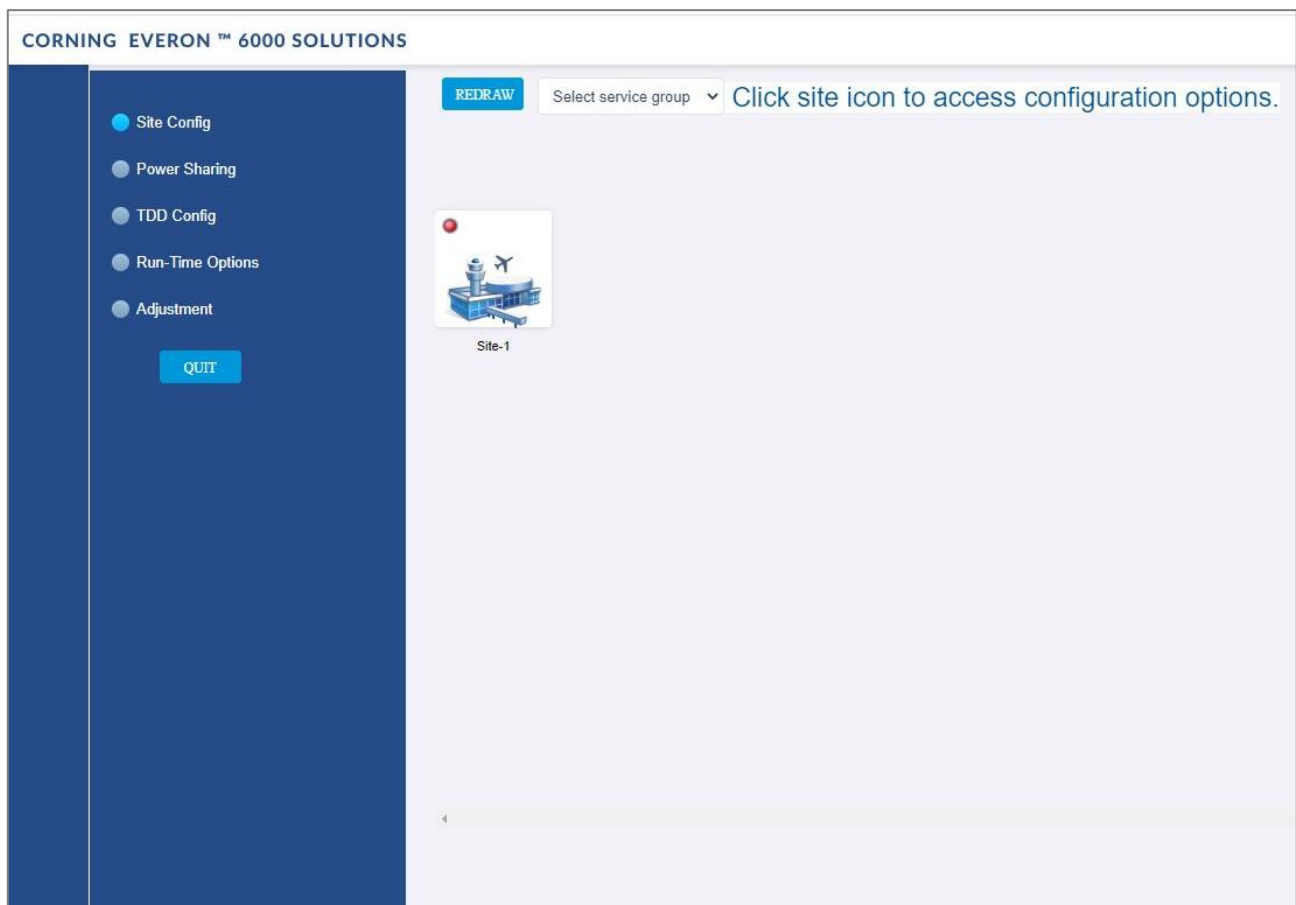 CORNING EVERON ™ 6000 SOLUTIONS
REDRAW
Select service group
Click site icon to access configuration options.
Site Config
Power Sharing
TDD Config
Run-Time Options
Adjustment
QUIT
Site-1